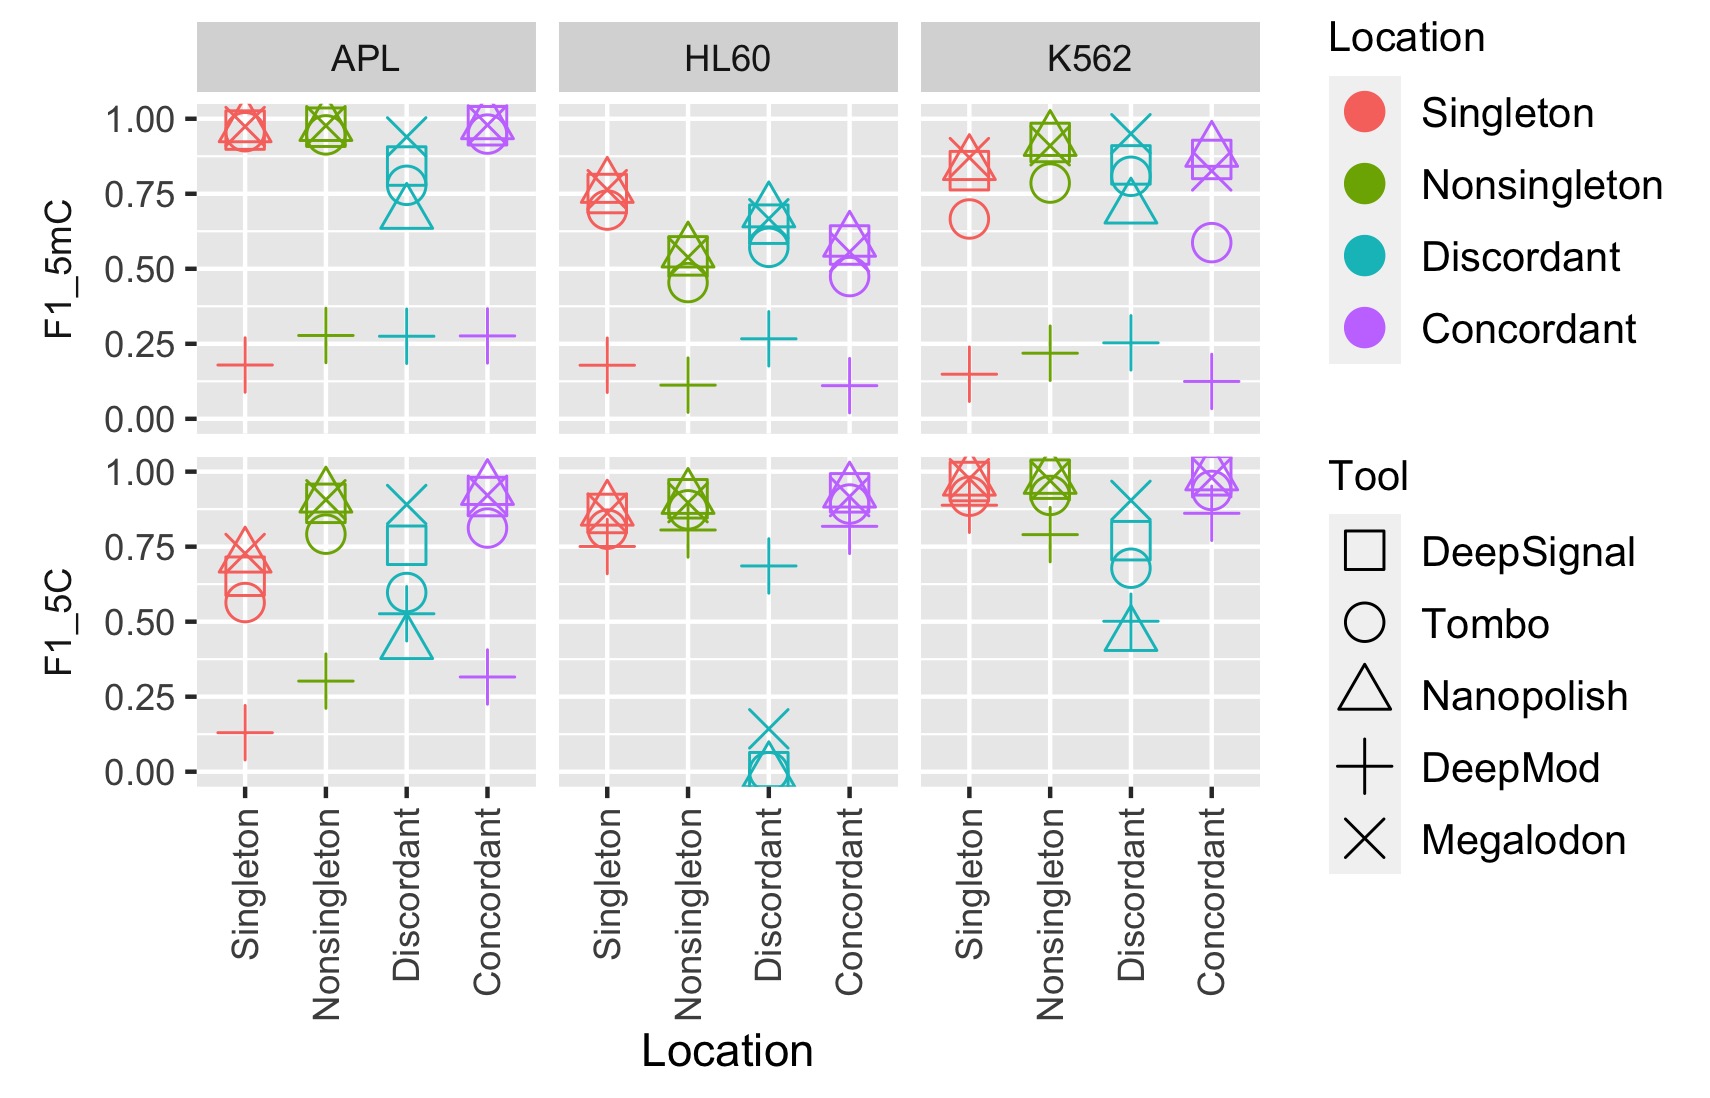 APL HL60 K562
F1_5mC
1.00
0.75
0.50
0.25
0.00
F1_5C
1.00
0.75
0.50
0.25
0.00
Singleton Nonsingleton Discordant Concordant Singleton Nonsingleton Discordant Concordant Singleton Nonsingleton Discordant Concordant
Location
Location
Singleton
Nonsingleton
Discordant
Concordant
Tool
DeepSignal
Tombo
Nanopolish
DeepMod
Megalodon